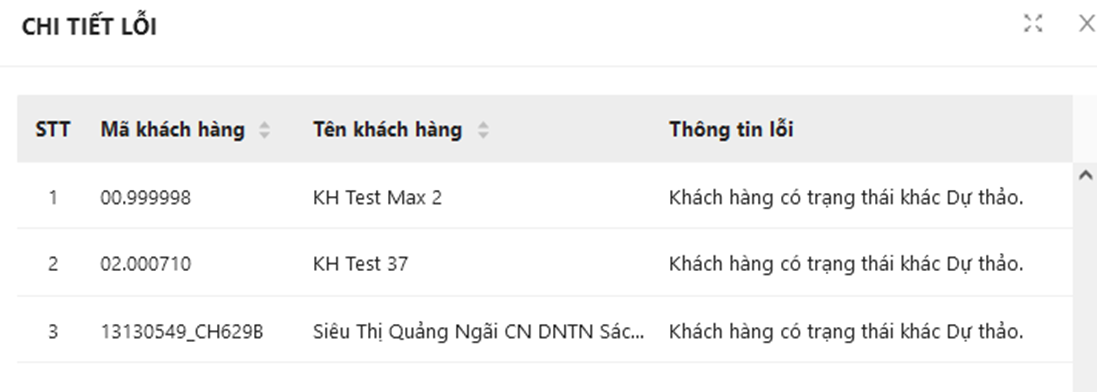 CHI TIẾT LỖI
STT Mã khách hàng Tên khách hàng Thông tin lỗi
1 00.999998 KH Test Max 2 Khách hàng có trạng thái khác Dự thảo.
2 02.000710 KH Test 37 Khách hàng có trạng thái khác Dự thảo.
3 13130549_CH629B Siêu Thị Quảng Ngãi CN DNTN Sác... Khách hàng có trạng thái khác Dự thảo.